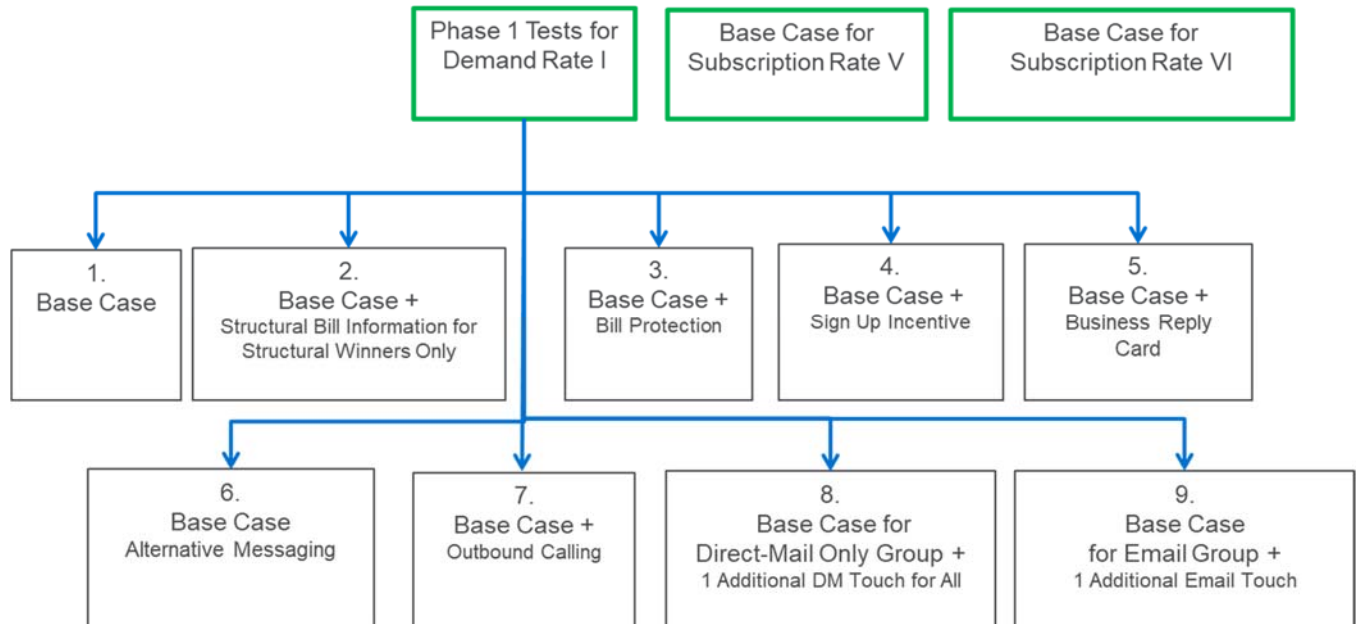 Phase 1 Tests for
Demand Rate I
Base Case for
Subscription Rate V
Base Case for
Subscription Rate VI
1.
Base Case
2.
Base Case +
Structural Bill Information for
Structural Winners Only
3.
Base Case +
Bill Protection
4.
Base Case +
Sign Up Incentive
5.
Base Case +
Business Reply
Card
6.
Base Case
Alternative Messaging
7.
Base Case +
Outbound Calling
8.
Base Case for
Direct-Mail Only Group +
1 Additional DM Touch for All
9.
Base Case
for Email Group +
1 Additional Email Touch